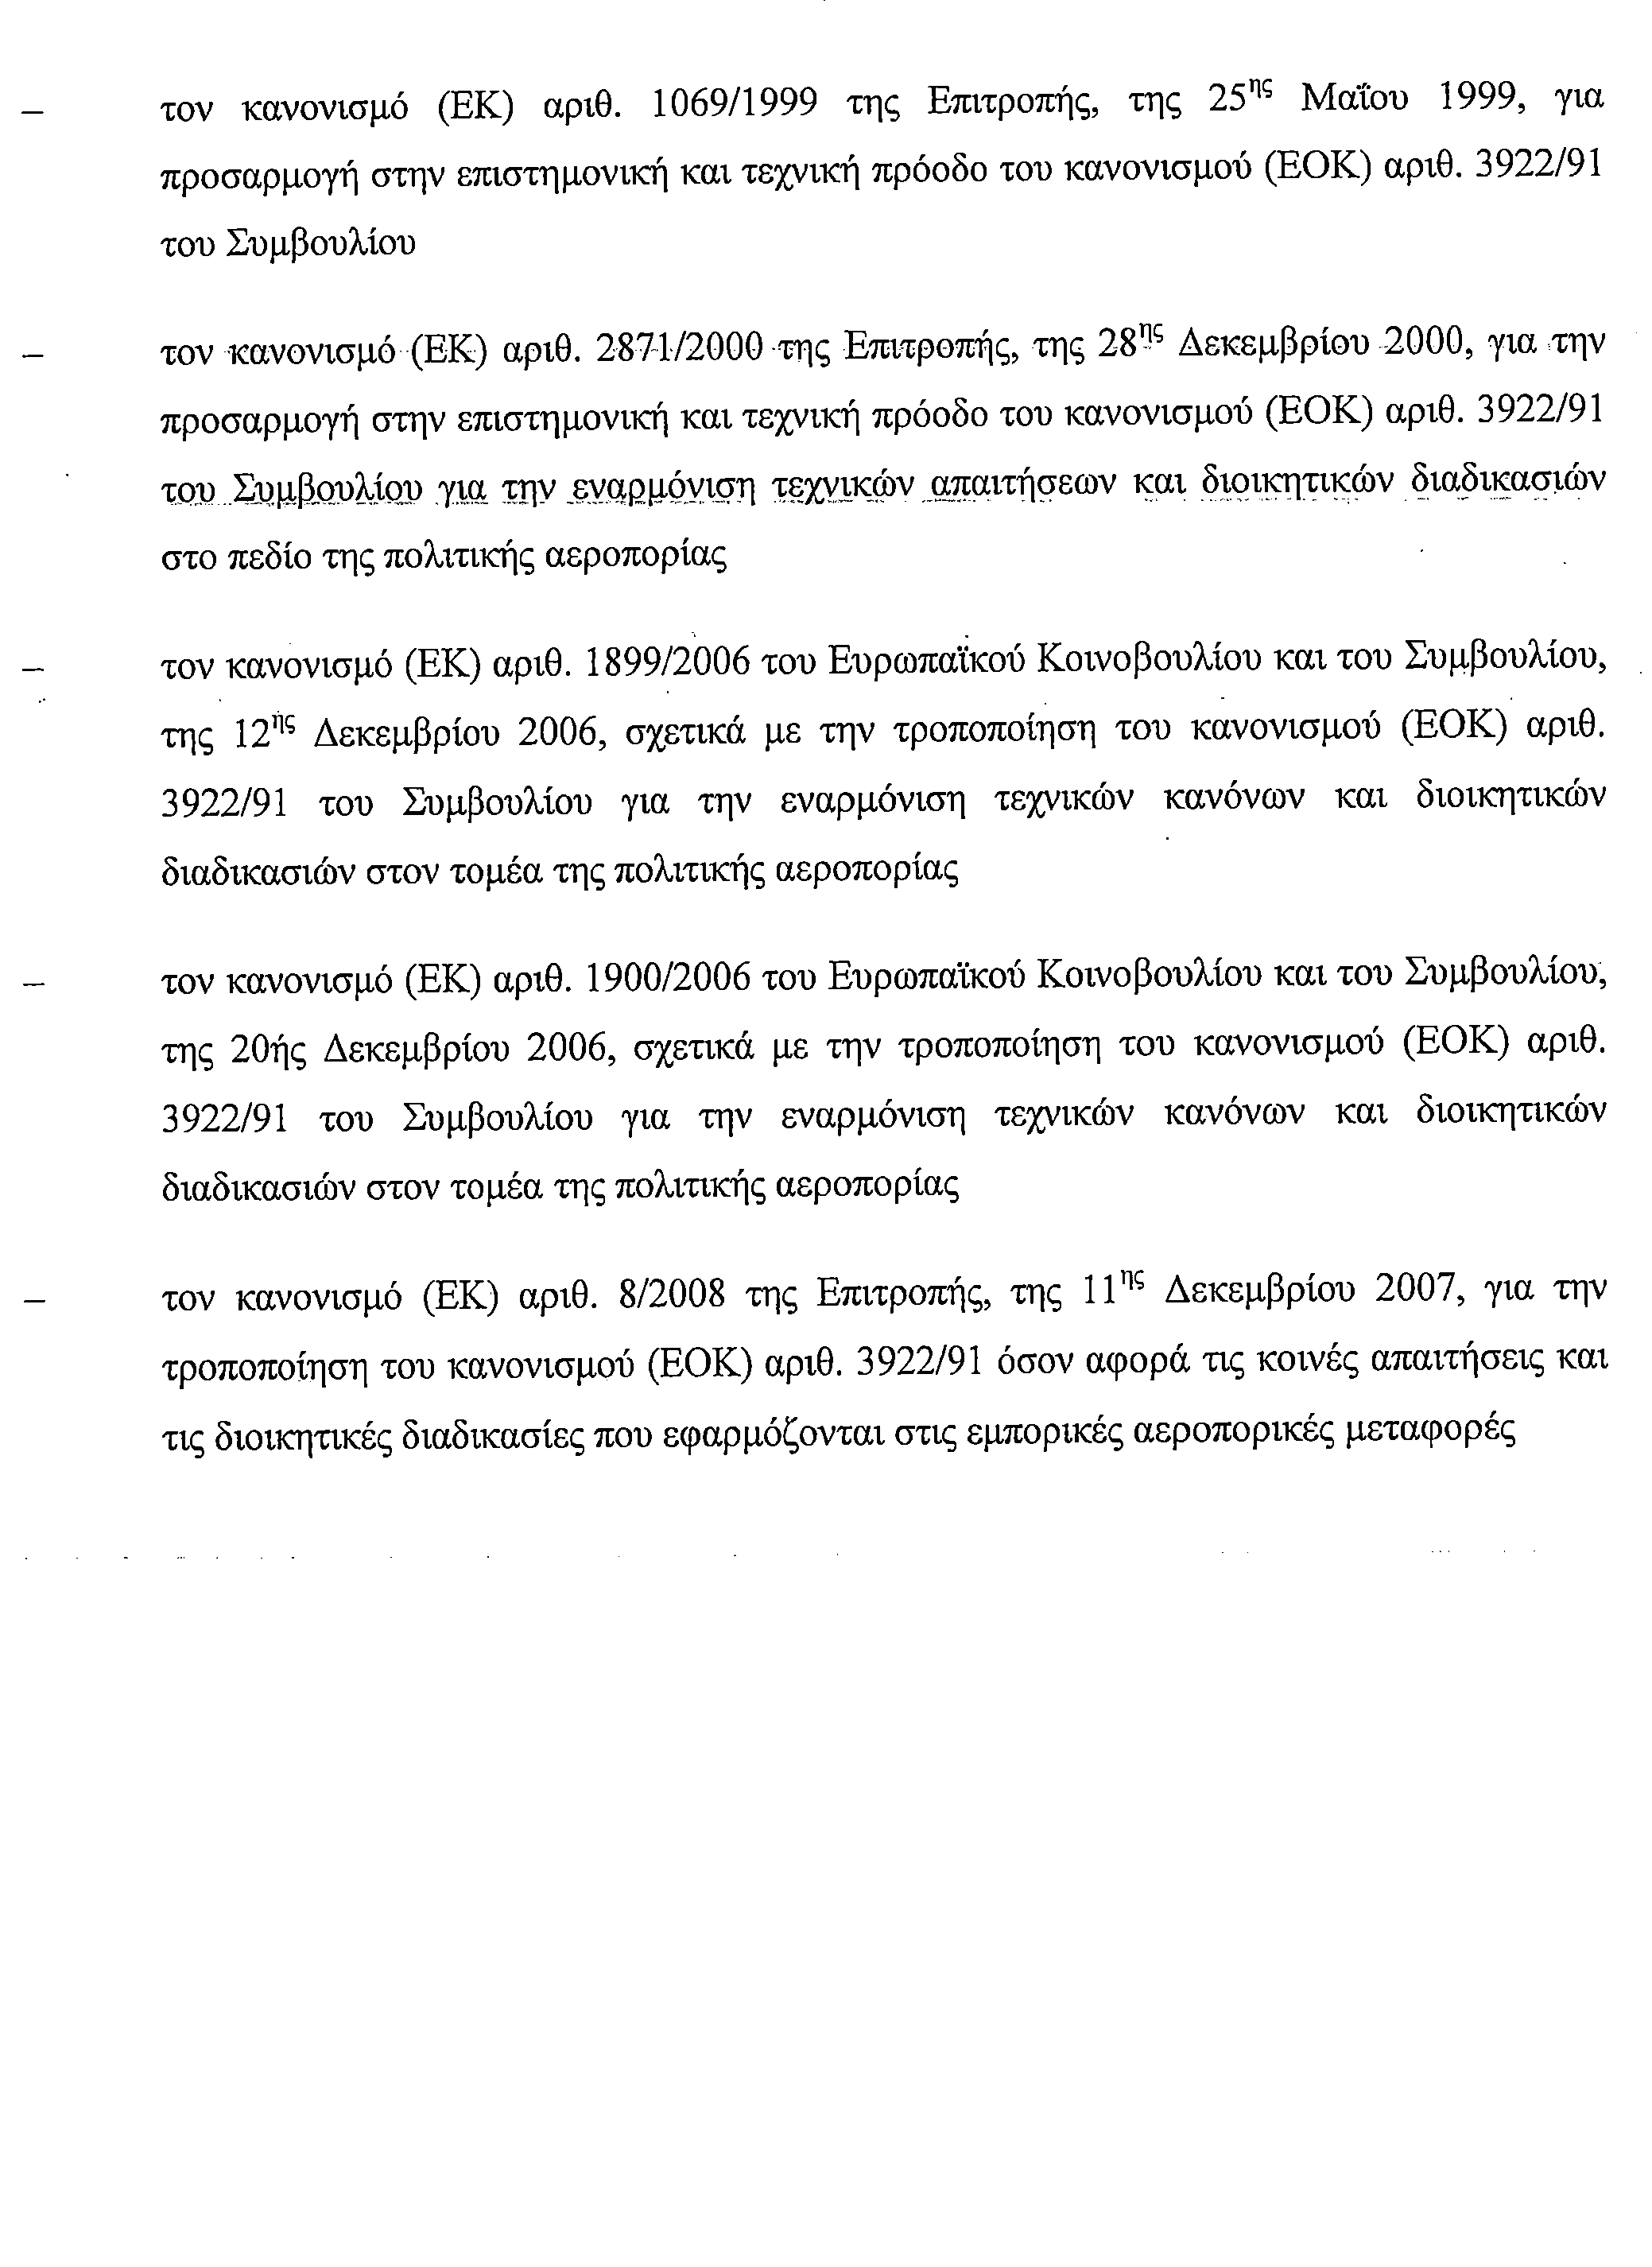 – τον κανονισμό (ΕΚ) αριθ. 1069/1999 της Επιτροπής, της 25ης Μαΐου 1999, για
προσαρμογή στην επιστημονική και τεχνική πρόοδο του κανονισμού (ΕΟΚ) αριθ. 3922/91
του Συμβουλίου
– τον κανονισμό (ΕΚ) αριθ. 2871/2000 της Επιτροπής, της 28ης Δεκεμβρίου 2000, για την
προσαρμογή στην επιστημονική και τεχνική πρόοδο του κανονισμού (ΕΟΚ) αριθ. 3922/91
του Συμβουλίου για την εναρμόνιση τεχνικών απαιτήσεων και διοικητικών διαδικασιών
στο πεδίο της πολιτικής αεροπορίας
– τον κανονισμό (ΕΚ) αριθ. 1899/2006 του Ευρωπαϊκού Κοινοβουλίου και του Συμβουλίου,
της 12ης Δεκεμβρίου 2006, σχετικά με την τροποποίηση του κανονισμού (ΕΟΚ) αριθ.
3922/91 του Συμβουλίου για την εναρμόνιση τεχνικών κανόνων και διοικητικών
διαδικασιών στον τομέα της πολιτικής αεροπορίας
– τον κανονισμό (ΕΚ) αριθ. 1900/2006 του Ευρωπαϊκού Κοινοβουλίου και του Συμβουλίου,
της 20ής Δεκεμβρίου 2006, σχετικά με την τροποποίηση του κανονισμού (ΕΟΚ) αριθ.
3922/91 του Συμβουλίου για την εναρμόνιση τεχνικών κανόνων και διοικητικών
διαδικασιών στον τομέα της πολιτικής αεροπορίας
– τον κανονισμό (ΕΚ) αριθ. 8/2008 της Επιτροπής, της 11ης Δεκεμβρίου 2007, για την
τροποποίηση του κανονισμού (ΕΟΚ) αριθ. 3922/91 όσον αφορά τις κοινές απαιτήσεις και
τις διοικητικές διαδικασίες που εφαρμόζονται στις εμπορικές αεροπορικές μεταφορές